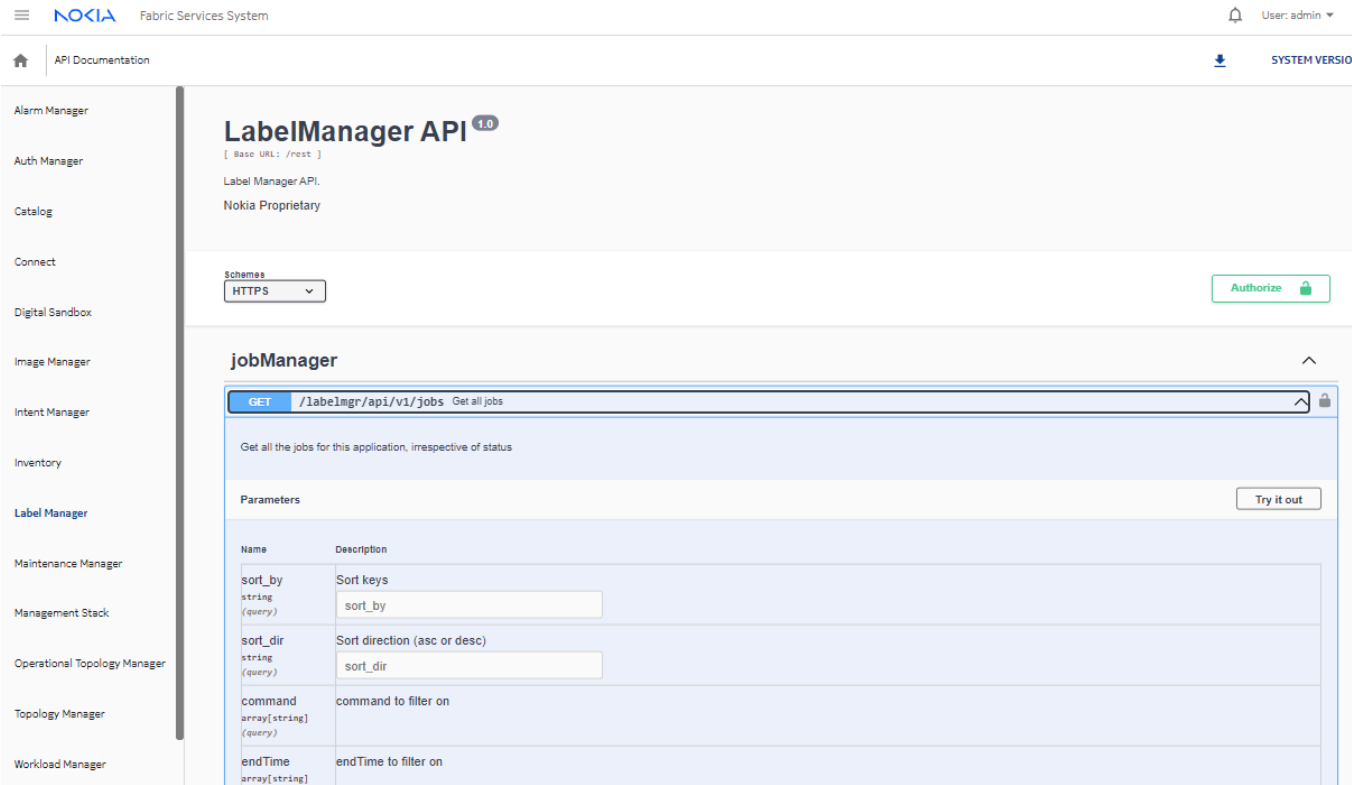 NOKIA Fabric Services System User: admin
API Documentation SYSTEM VERSIO
Alarm Manager
Auth Manager
Catalog
Connect
Digital Sandbox
Image Manager
Intent Manager
Inventory
Label Manager
Maintenance Manager
Management Stack
Operational Topology Manager
Topology Manager
Workload Manager
LabelManager API 1.0
[ Base URL: /rest ]
Label Manager API.
Nokia Proprietary
Schemes
HTTPS
Authorize
jobManager
GET /labelmgr/api/v1/jobs Get all jobs
Get all the jobs for this application, irrespective of status
Parameters Try it out
Name Description
sort_by Sort keys
string
(query)
sort_by
sort_dir Sort direction (asc or desc)
string
(query)
sort_dir
command command to filter on
array[string]
(query)
endTime endTime to filter on
array[string]